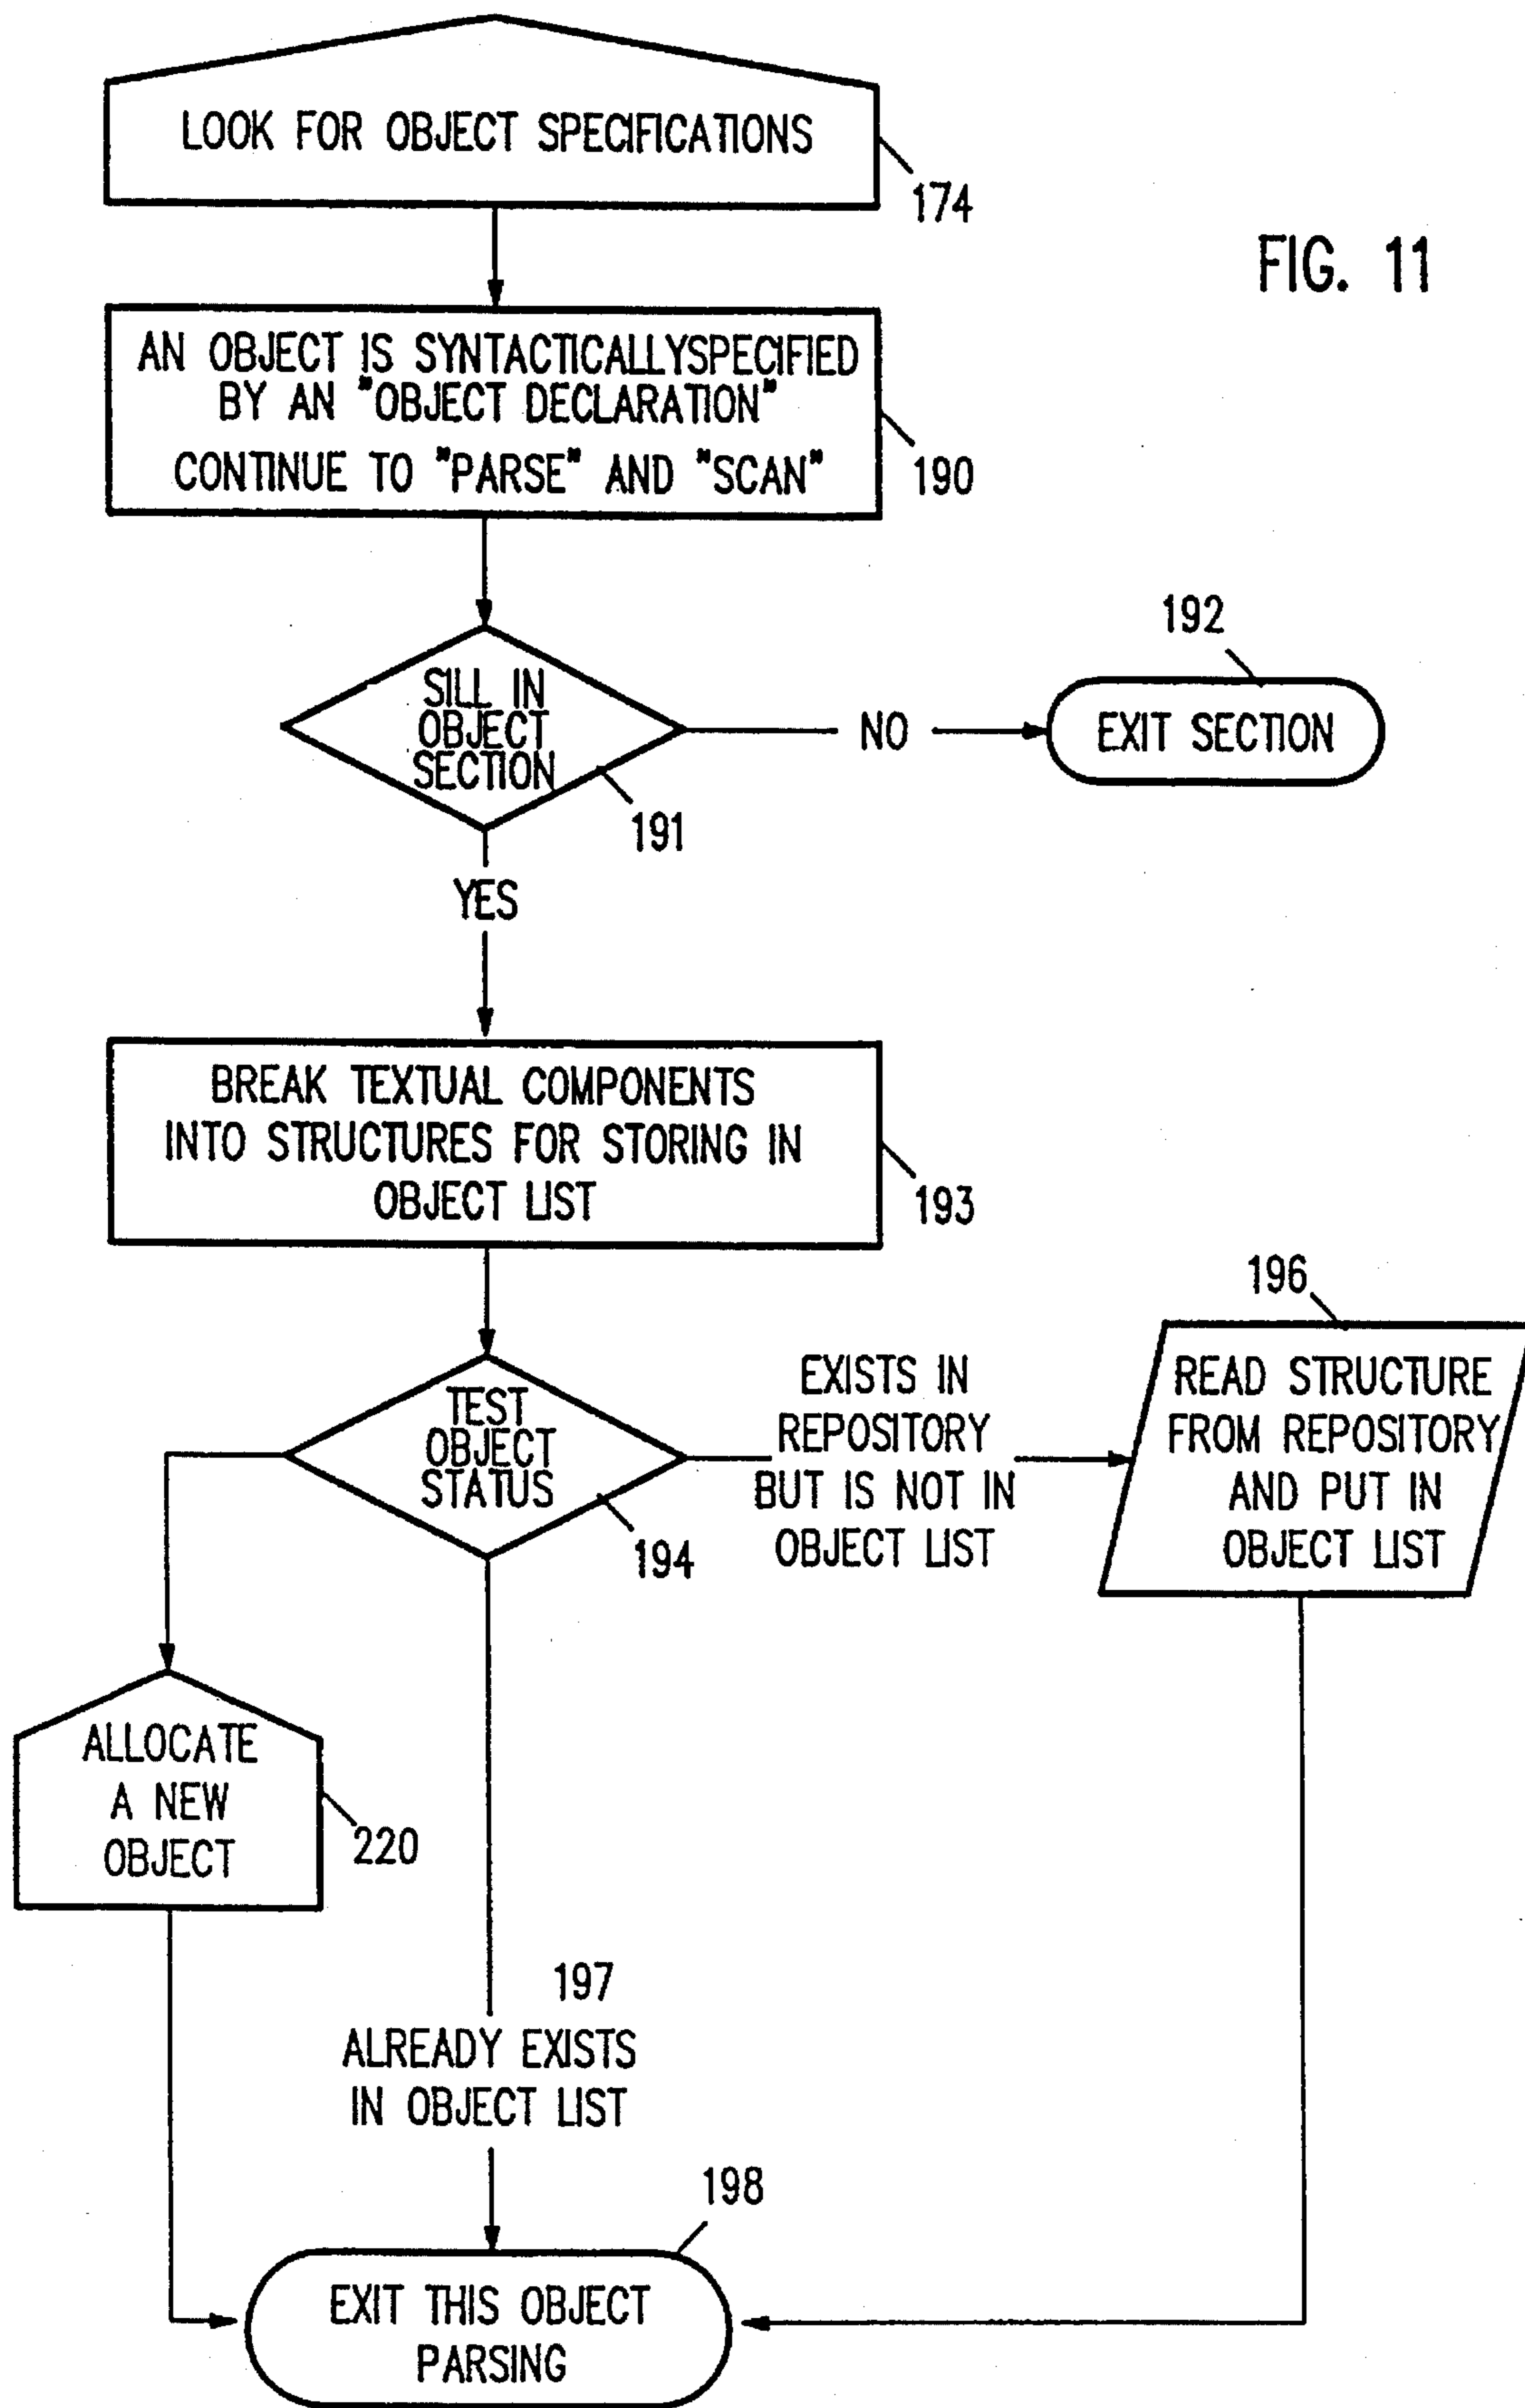 LOOK FOR OBJECT SPECIFICATIONS
174
FIG. 11
AN OBJECT IS SYNTACTICALLYSPECIFIED
BY AN "OBJECT DECLARATION"
CONTINUE TO "PARSE" AND "SCAN"
190
SILL IN
OBJECT
SECTION
191
NO
192
EXIT SECTION
YES
BREAK TEXTUAL COMPONENTS
INTO STRUCTURES FOR STORING IN
OBJECT LIST
193
TEST
OBJECT
STATUS
194
EXISTS IN
REPOSITORY
BUT IS NOT IN
OBJECT LIST
196
READ STRUCTURE
FROM REPOSITORY
AND PUT IN
OBJECT LIST
ALLOCATE
A NEW
OBJECT
220
197
ALREADY EXISTS
IN OBJECT LIST
198
EXIT THIS OBJECT
PARSING